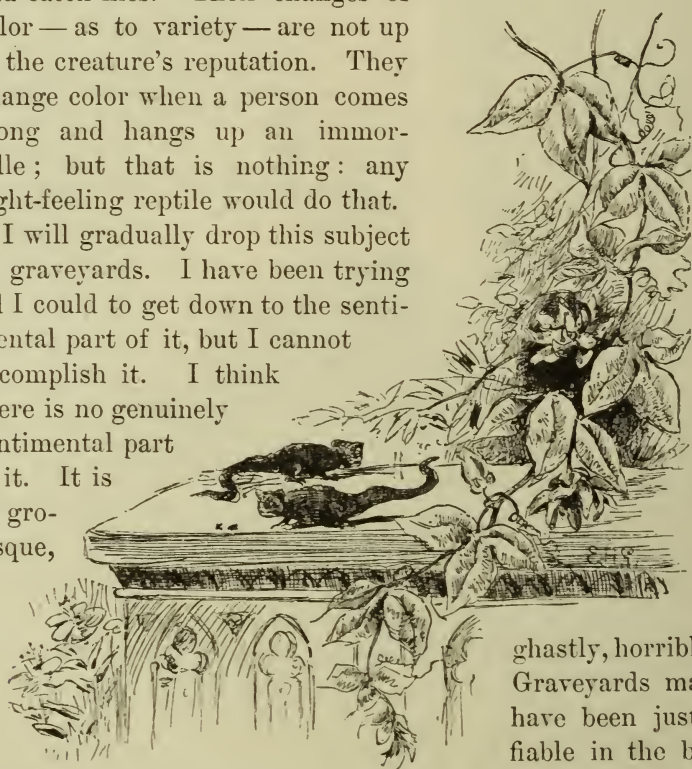 changes of
lor — as to variety — are not up
the creature's reputation. They
ange color when a person comes
ong and hangs up an immor-
lle ; but that is nothing : any
ght-feeling reptile would do that.
I will gradually drop this subject
graveyards. I have been trying
l I could to get down to the senti-
ental part of it, but I cannot
complish it. I think
ere is no genuinely
ntimental part
it. It is
gro-
sque,
EHG
ghastly, horribl
Graveyards ma
have been just
fiable in the b